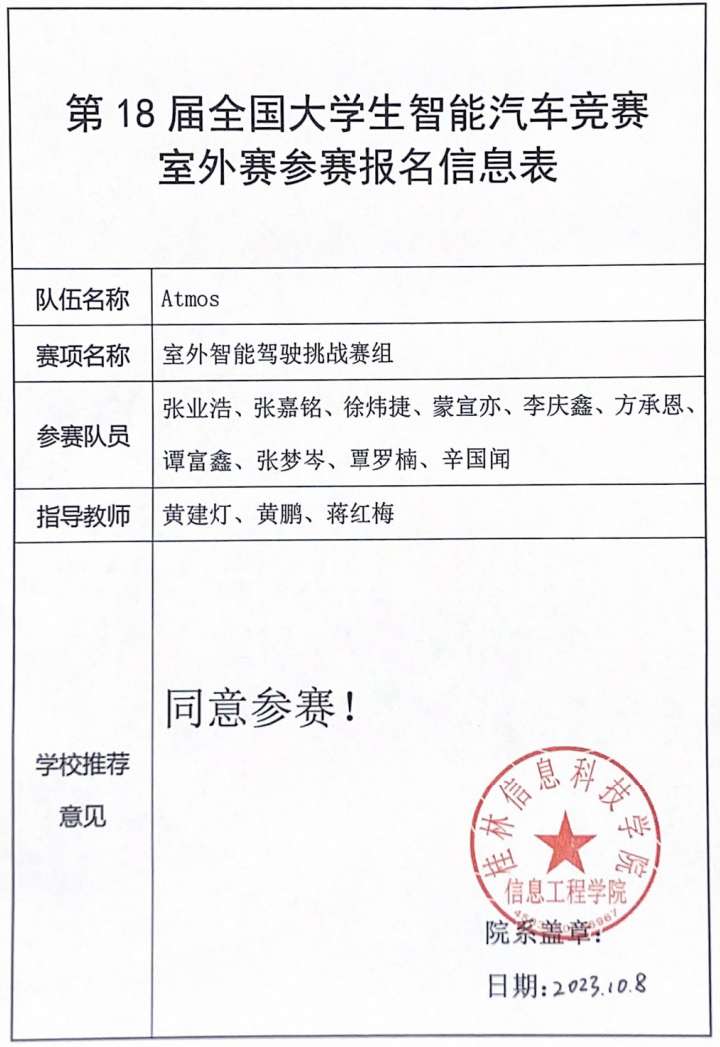 第 18 届全国大学生智能汽车竞赛
室外赛参赛报名信息表
队伍名称 Atmos
赛项名称 室外智能驾驶挑战赛组
参赛队员 张业浩、张嘉铭、徐炜捷、蒙宣亦、李庆鑫、方承恩、
谭富鑫、张梦岑、覃罗楠、辛国闻
指导教师 黄建灯、黄鹏、蒋红梅
同意参赛！
学校推荐
意见
桂林信息科技学院
信息工程学院
院系盖章：
日期：2023.10.8